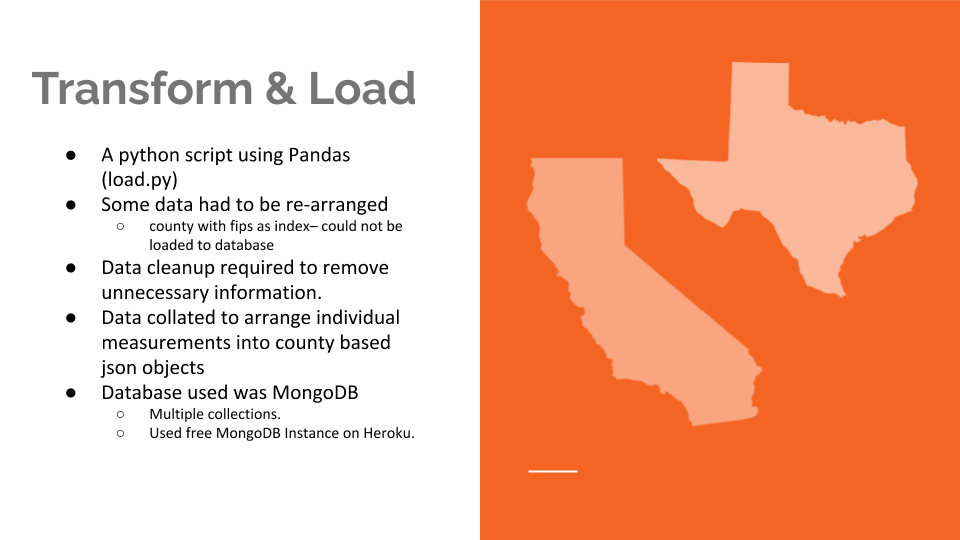 Transform & Load
● A python script using Pandas
(load.py)
● Some data had to be re-arranged
○ county with fips as index– could not be
loaded to database
● Data cleanup required to remove
unnecessary information.
● Data collated to arrange individual
measurements into county based
json objects
● Database used was MongoDB
○ Multiple collections.
○ Used free MongoDB Instance on Heroku.